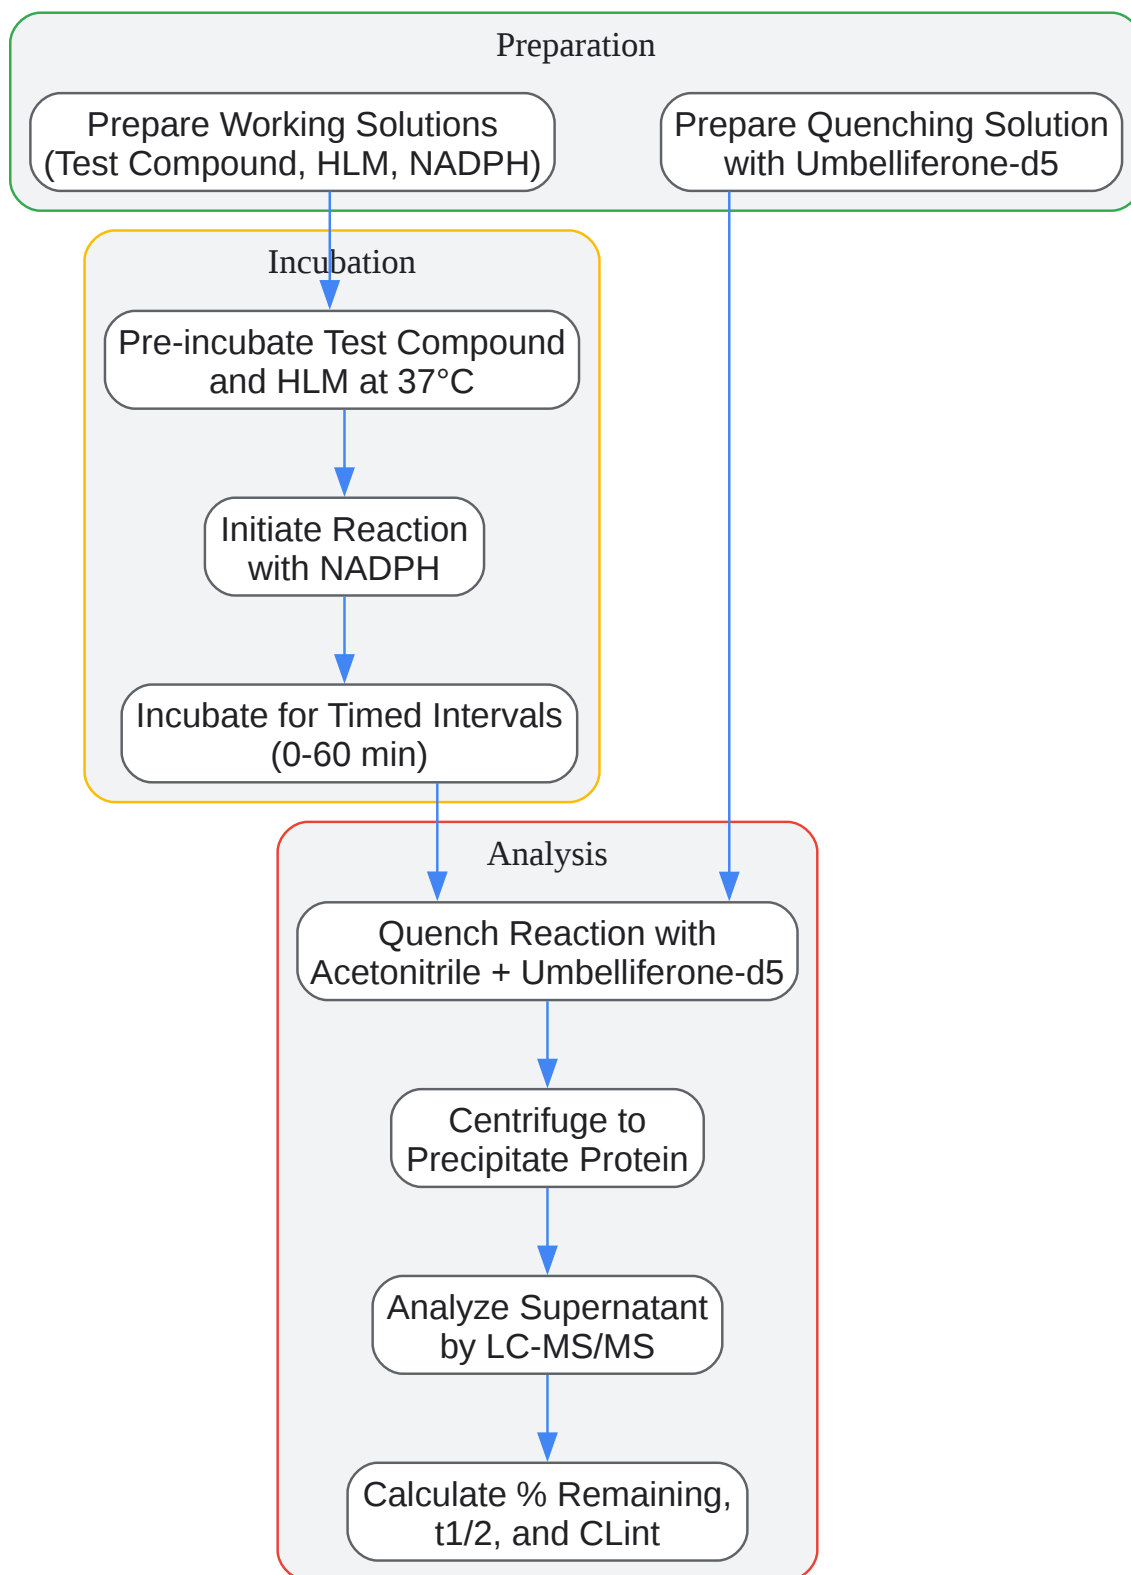 Preparation
Prepare Working Solutions
(Test Compound, HLM, NADPH)
Prepare Quenching Solution
with Umbelliferone-d5
Incubation
Pre-incubate Test Compound
and HLM at 37°C
Initiate Reaction
with NADPH
Incubate for Timed Intervals
(0-60 min)
Analysis
Quench Reaction with
Acetonitrile + Umbelliferone-d5
Centrifuge to
Precipitate Protein
Analyze Supernatant
by LC-MS/MS
Calculate % Remaining,
t1/2, and CLint